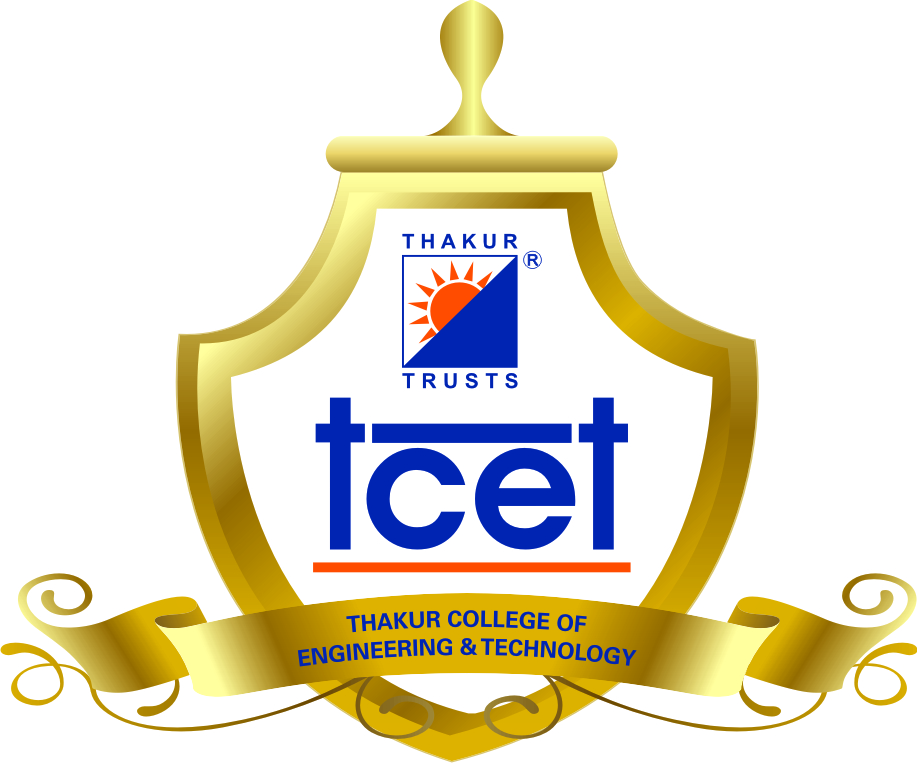 THAKUR
®
TRUSTS
tcet
THAKUR COLLEGE OF
ENGINEERING & TECHNOLOGY